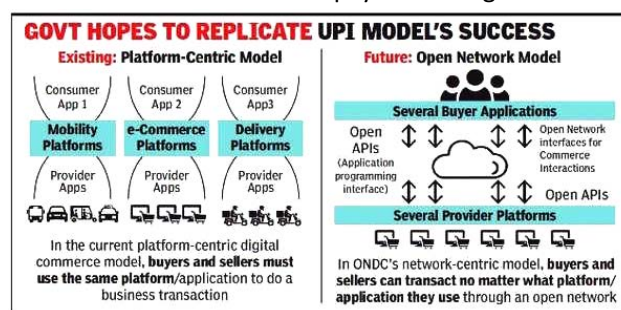 GOVT HOPES TO REPLICATE UPI MODEL'S SUCCESS
Existing: Platform-Centric Model
Consumer
App 1
Consumer
App 2
Consumer
App3
Mobility
Platforms
e-Commerce
Platforms
Delivery
Platforms
Provider
Apps
Provider
Apps
Provider
Apps
In the current platform-centric digital
commerce model, buyers and sellers must
use the same platform/application to do a
business transaction
Future: Open Network Model
Several Buyer Applications
Open
APIs
(Application
programming
interface)
Open Network
interfaces for
Commerce
Interactions
Open APIs
Several Provider Platforms
In ONDC's network-centric model, buyers and
sellers can transact no matter what platform/
application they use through an open network